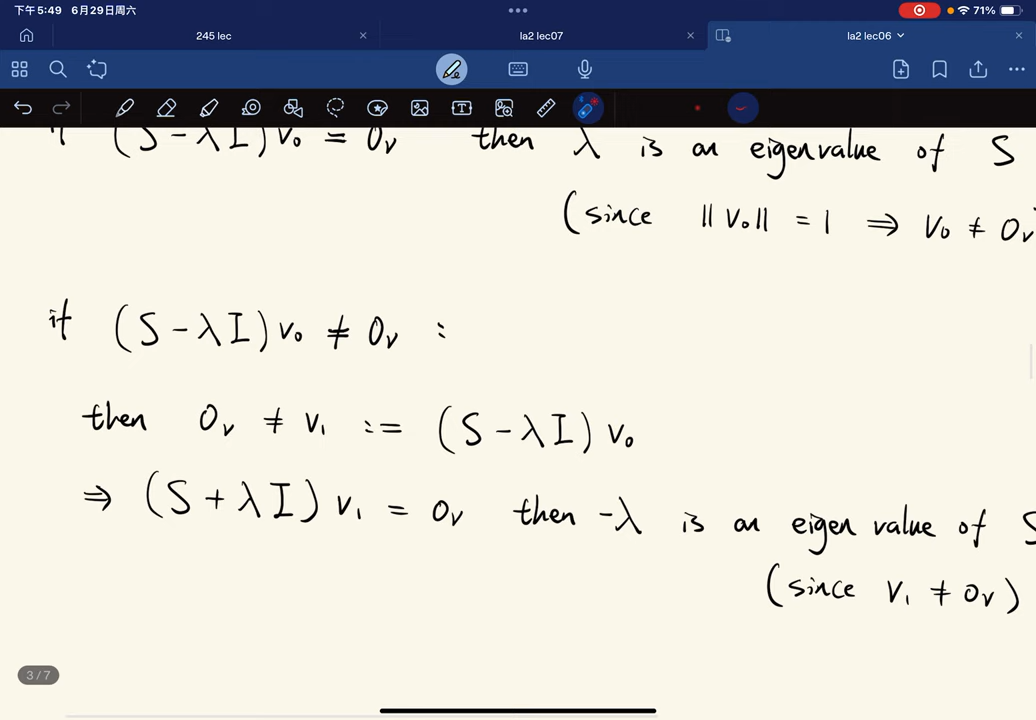 下午5:49 6月29日周六
71%
245 lec
la2 lec07
la2 lec06
if (S - λI) v₀ = 0ᵥ then λ is an eigenvalue of S
(since ||v₀|| = 1 ⇒ v₀ ≠ 0ᵥ
if (S - λI) v₀ ≠ 0ᵥ :
then 0ᵥ ≠ v₁ := (S - λI) v₀
⇒ (S + λI) v₁ = 0ᵥ then -λ is an eigen value of S
(since v₁ ≠ 0ᵥ)
3 / 7